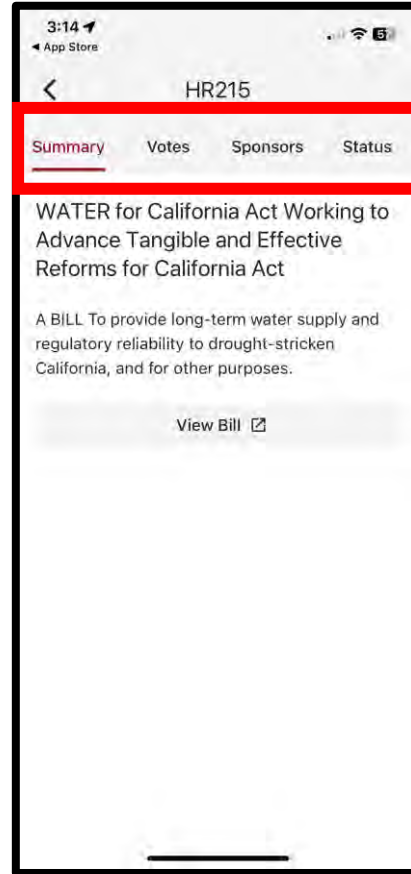 3:14
App Store
HR215
Summary Votes Sponsors Status
WATER for California Act Working to
Advance Tangible and Effective
Reforms for California Act
A BILL To provide long-term water supply and
regulatory reliability to drought-stricken
California, and for other purposes.
View Bill